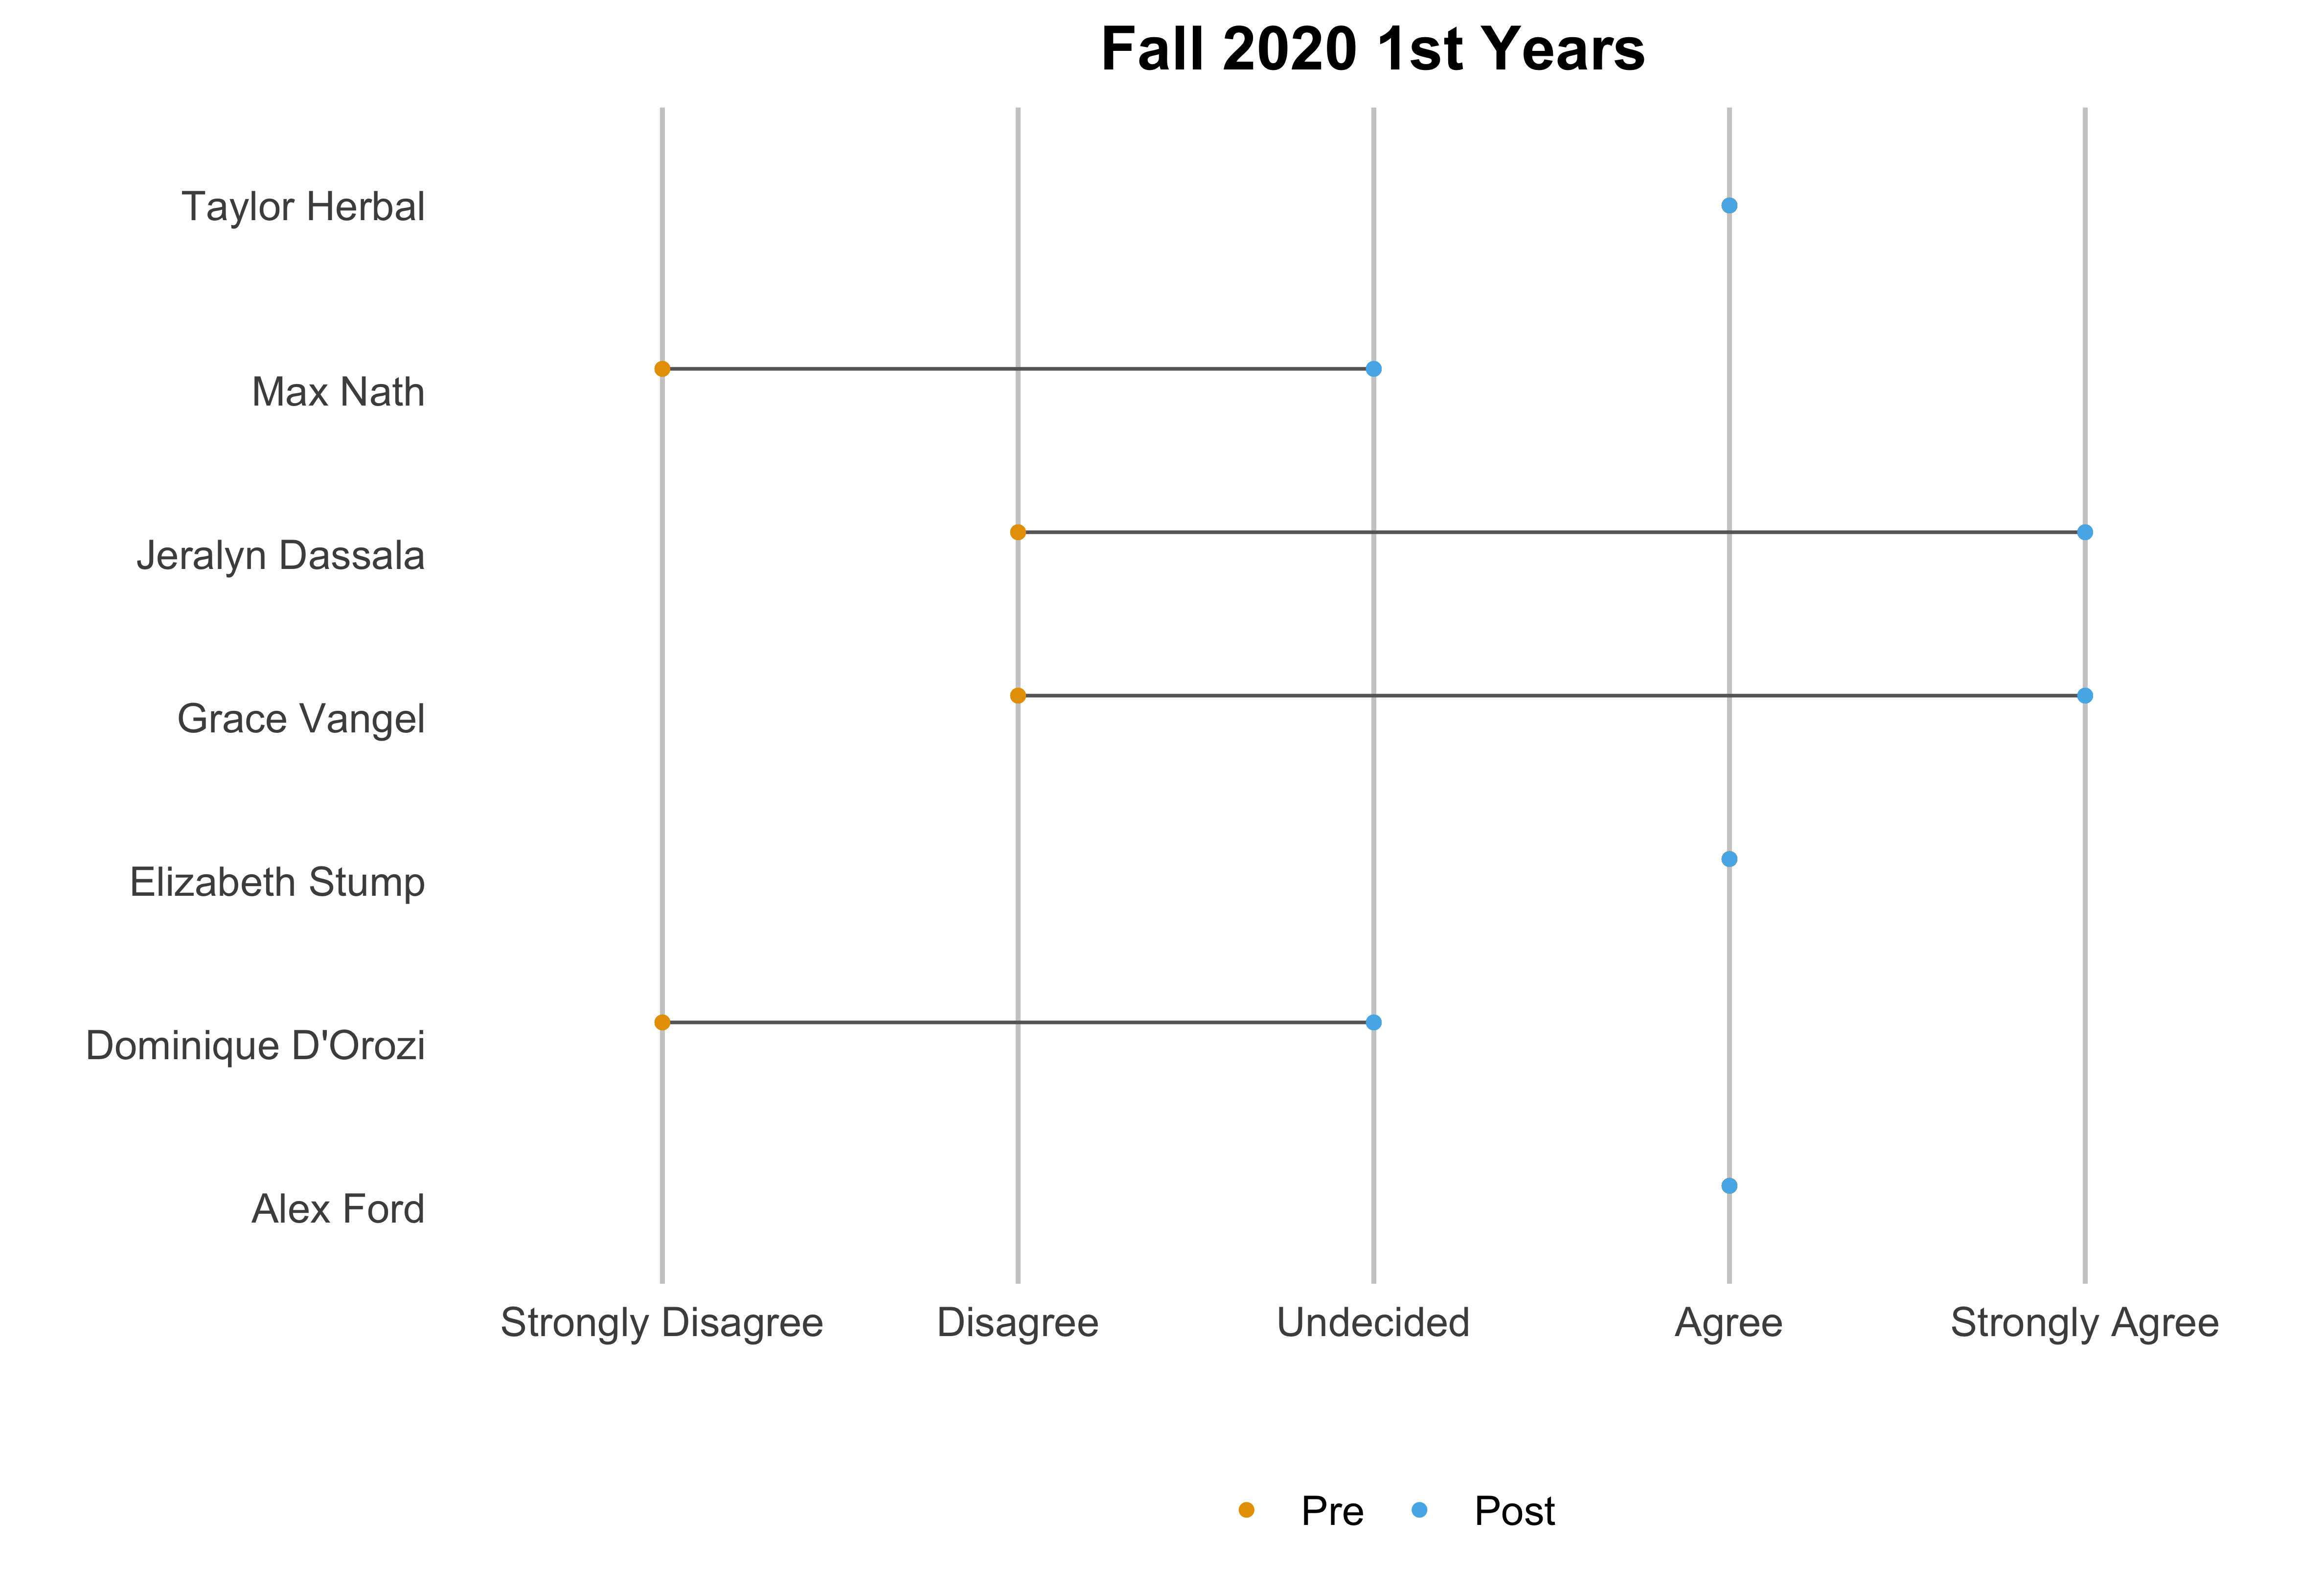 Fall 2020 1st Years
Taylor Herbal
Max Nath
Jeralyn Dassala
Grace Vangel
Elizabeth Stump
Dominique D'Orozi
Alex Ford
Strongly Disagree Disagree Undecided Agree Strongly Agree
Pre Post